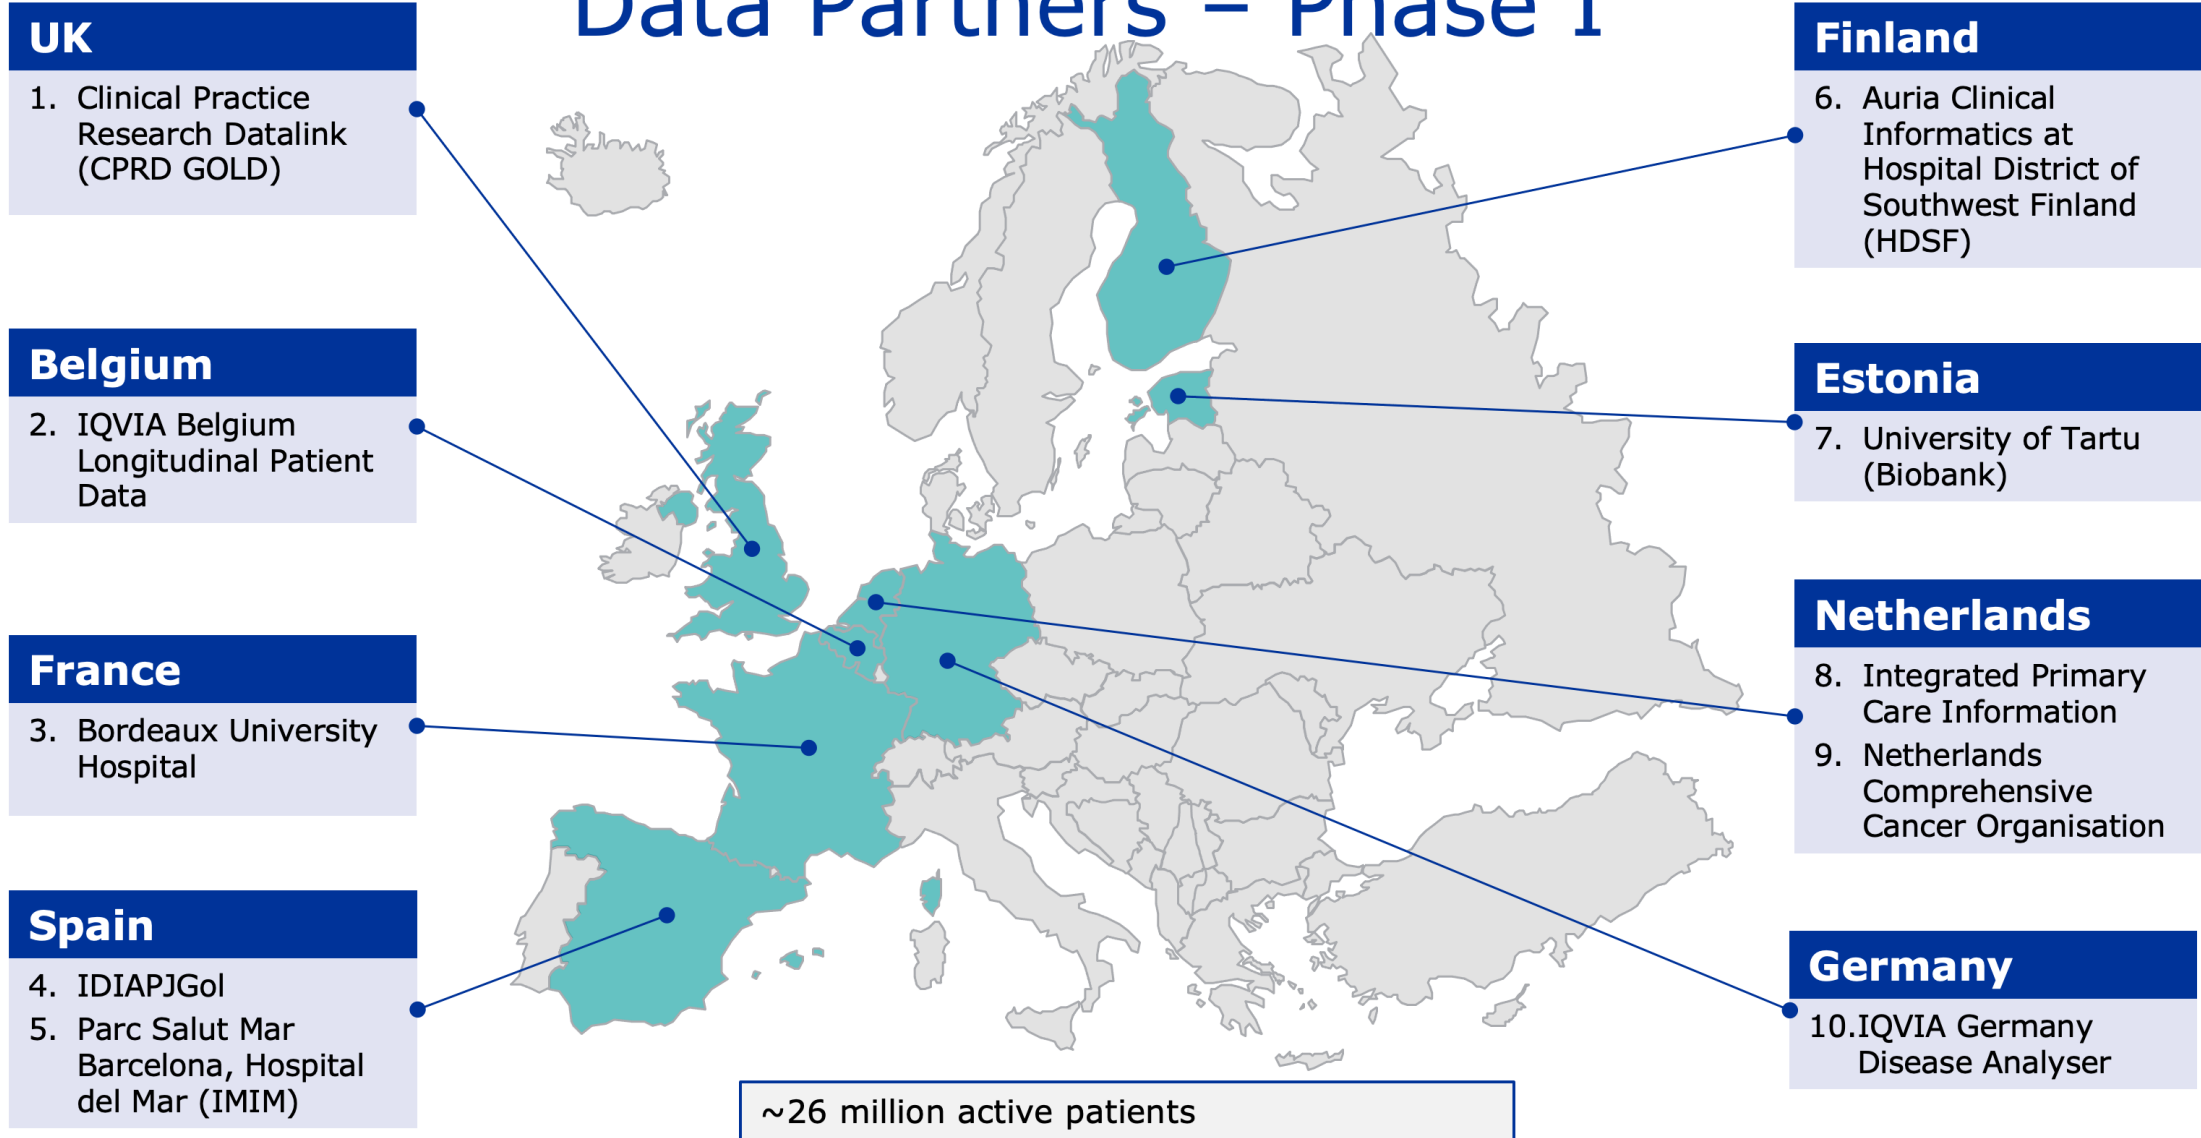 Data Partners – Phase I
UK
1. Clinical Practice
Research Datalink
(CPRD GOLD)
Belgium
2. IQVIA Belgium
Longitudinal Patient
Data
France
3. Bordeaux University
Hospital
Spain
4. IDIAPJGol
5. Parc Salut Mar
Barcelona, Hospital
del Mar (IMIM)
Finland
6. Auria Clinical
Informatics at
Hospital District of
Southwest Finland
(HDSF)
Estonia
7. University of Tartu
(Biobank)
Netherlands
8. Integrated Primary
Care Information
9. Netherlands
Comprehensive
Cancer Organisation
Germany
10.IQVIA Germany
Disease Analyser
~26 million active patients